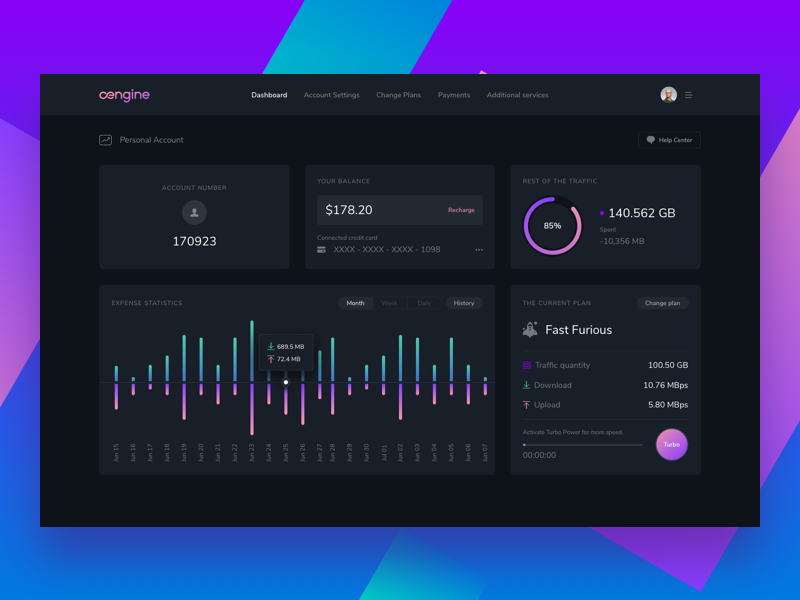 œngine
Dashboard
Account Settings
Change Plans
Payments
Additional services
Personal Account
Help Center
ACCOUNT NUMBER
170923
YOUR BALANCE
$178.20
Recharge
Connected credit card
XXXX - XXXX - XXXX - 1098
REST OF THE TRAFFIC
85%
140.562 GB
Spent
-10,356 MB
EXPENSE STATISTICS
Month
Week
Daily
History
689.5 MB
72.4 MB
Jun 15
Jun 16
Jun 17
Jun 18
Jun 19
Jun 20
Jun 21
Jun 22
Jun 23
Jun 24
Jun 25
Jun 26
Jun 27
Jun 28
Jun 29
Jun 30
Jul 01
Jun 02
Jun 03
Jun 04
Jun 05
Jun 06
Jun 07
THE CURRENT PLAN
Change plan
Fast Furious
Traffic quantity
100.50 GB
Download
10.76 MBps
Upload
5.80 MBps
Activate Turbo Power for more speed.
00:00:00
Turbo